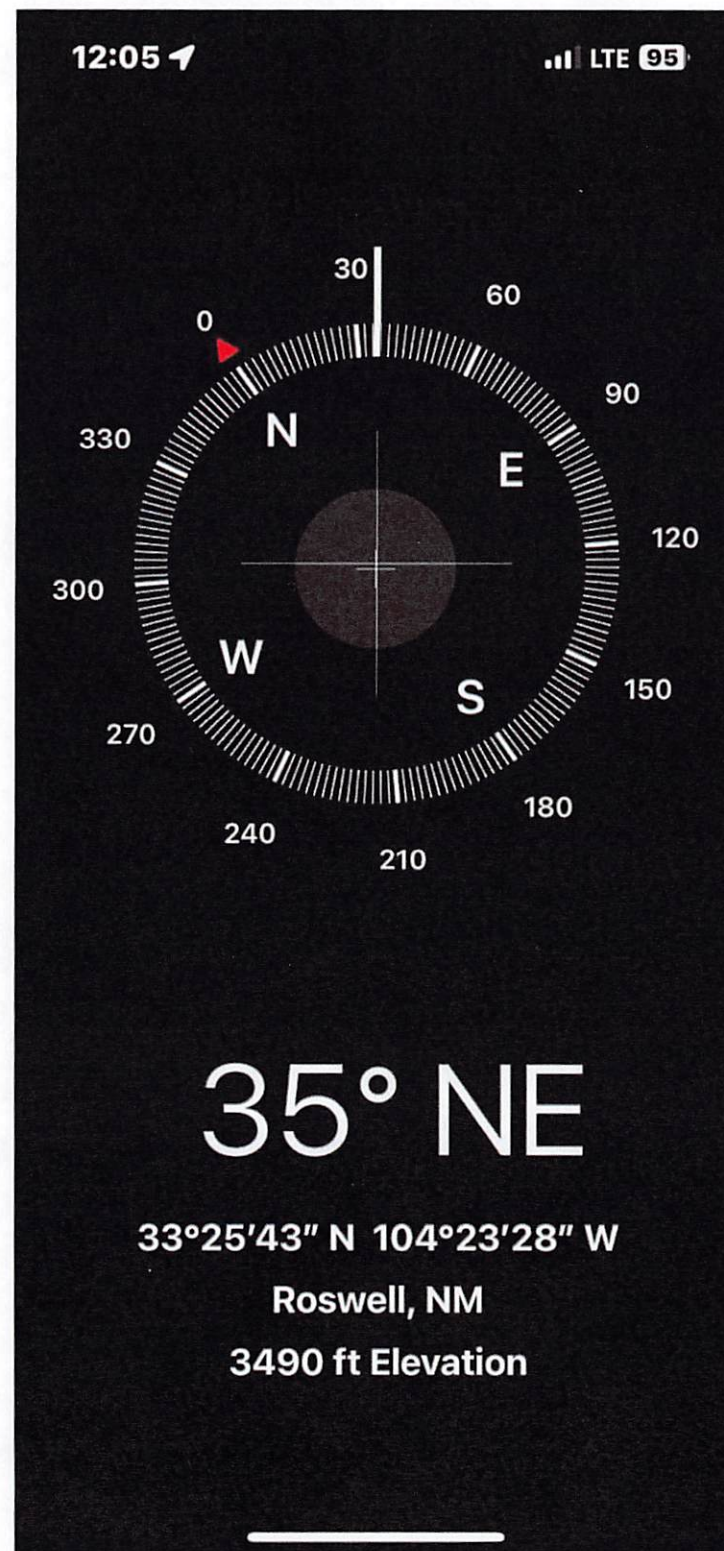 12:05 LTE 95
30
60
0
90
330
N
E
120
300
W
S
150
270
180
240
210
35° NE
33°25′43″ N 104°23′28″ W
Roswell, NM
3490 ft Elevation